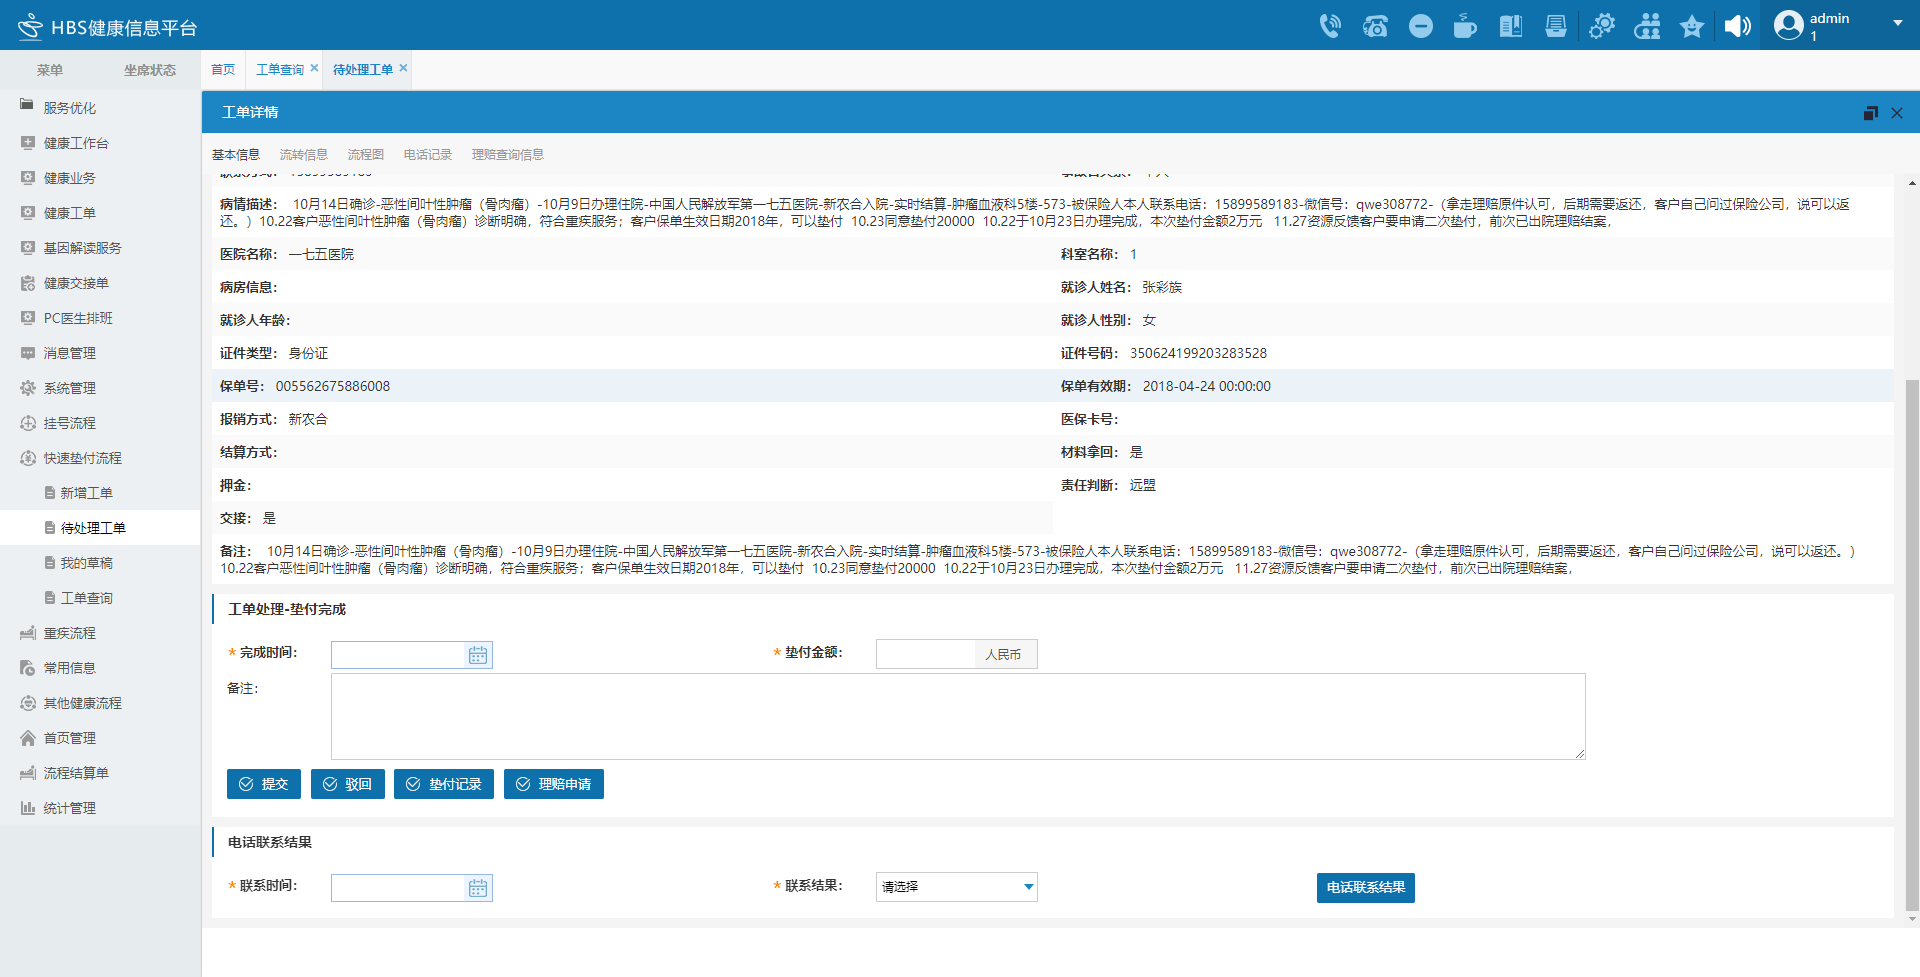 HBS健康信息平台
admin
1
菜单 坐席状态
首页 工单查询 待处理工单
服务优化
健康工作台
健康业务
健康工单
基因解读服务
健康交接单
PC医生排班
消息管理
系统管理
挂号流程
快速垫付流程
新增工单
待处理工单
我的草稿
工单查询
重疾流程
常用信息
其他健康流程
首页管理
流程结算单
统计管理
工单详情
基本信息 流转信息 流程图 电话记录 理赔查询信息
病情描述： 10月14日确诊-恶性间叶性肿瘤（骨肉瘤）-10月9日办理住院-中国人民解放军第一七五医院-新农合入院-实时结算-肿瘤血液科5楼-573-被保险人本人联系电话：15899589183-微信号：qwe308772-（拿走理赔原件认可，后期需要返还，客户自己问过保险公司，说可以返
还。）10.22客户恶性间叶性肿瘤（骨肉瘤）诊断明确，符合重疾服务；客户保单生效日期2018年，可以垫付 10.23同意垫付20000 10.22于10月23日办理完成，本次垫付金额2万元 11.27资源反馈客户要申请二次垫付，前次已出院理赔结案，
医院名称： 一七五医院 科室名称： 1
病房信息： 就诊人姓名： 张彩族
就诊人年龄： 就诊人性别： 女
证件类型： 身份证 证件号码： 350624199203283528
保单号： 005562675886008 保单有效期： 2018-04-24 00:00:00
报销方式： 新农合 医保卡号：
结算方式： 材料拿回： 是
押金： 责任判断： 远盟
交接： 是
备注： 10月14日确诊-恶性间叶性肿瘤（骨肉瘤）-10月9日办理住院-中国人民解放军第一七五医院-新农合入院-实时结算-肿瘤血液科5楼-573-被保险人本人联系电话：15899589183-微信号：qwe308772-（拿走理赔原件认可，后期需要返还，客户自己问过保险公司，说可以返还。）
10.22客户恶性间叶性肿瘤（骨肉瘤）诊断明确，符合重疾服务；客户保单生效日期2018年，可以垫付 10.23同意垫付20000 10.22于10月23日办理完成，本次垫付金额2万元 11.27资源反馈客户要申请二次垫付，前次已出院理赔结案，
工单处理-垫付完成
* 完成时间： * 垫付金额： 人民币
备注：
提交 驳回 垫付记录 理赔申请
电话联系结果
* 联系时间： * 联系结果： 请选择 电话联系结果